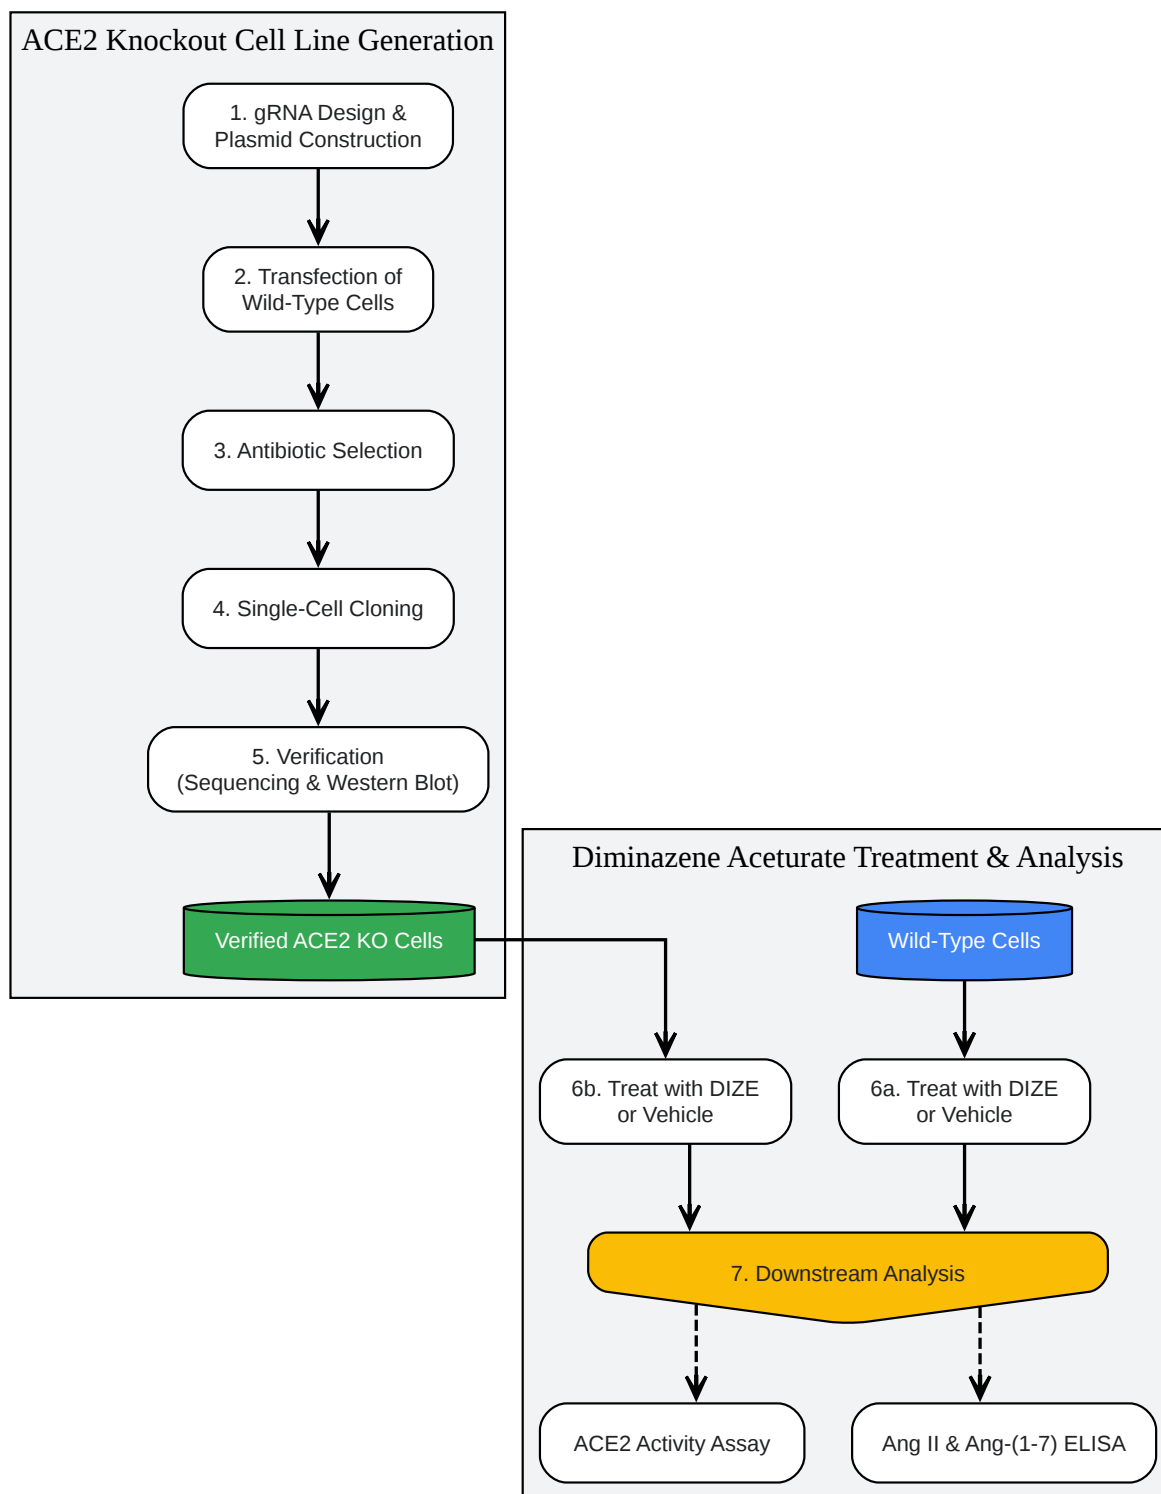 ACE2 Knockout Cell Line Generation
1. gRNA Design &
Plasmid Construction
2. Transfection of
Wild-Type Cells
3. Antibiotic Selection
4. Single-Cell Cloning
5. Verification
(Sequencing & Western Blot)
Verified ACE2 KO Cells
Diminazene Aceturate Treatment & Analysis
Wild-Type Cells
6b. Treat with DIZE
or Vehicle
6a. Treat with DIZE
or Vehicle
7. Downstream Analysis
ACE2 Activity Assay
Ang II & Ang-(1-7) ELISA